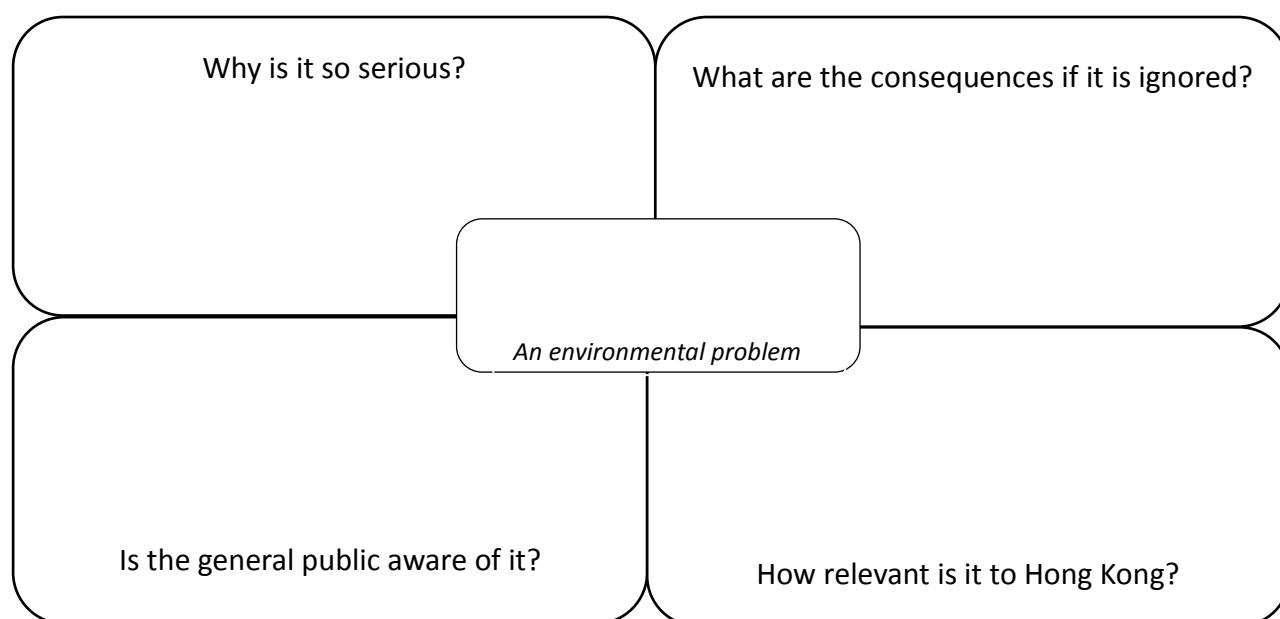 Why is it so serious?
What are the consequences if it is ignored?
An environmental problem
Is the general public aware of it?
How relevant is it to Hong Kong?